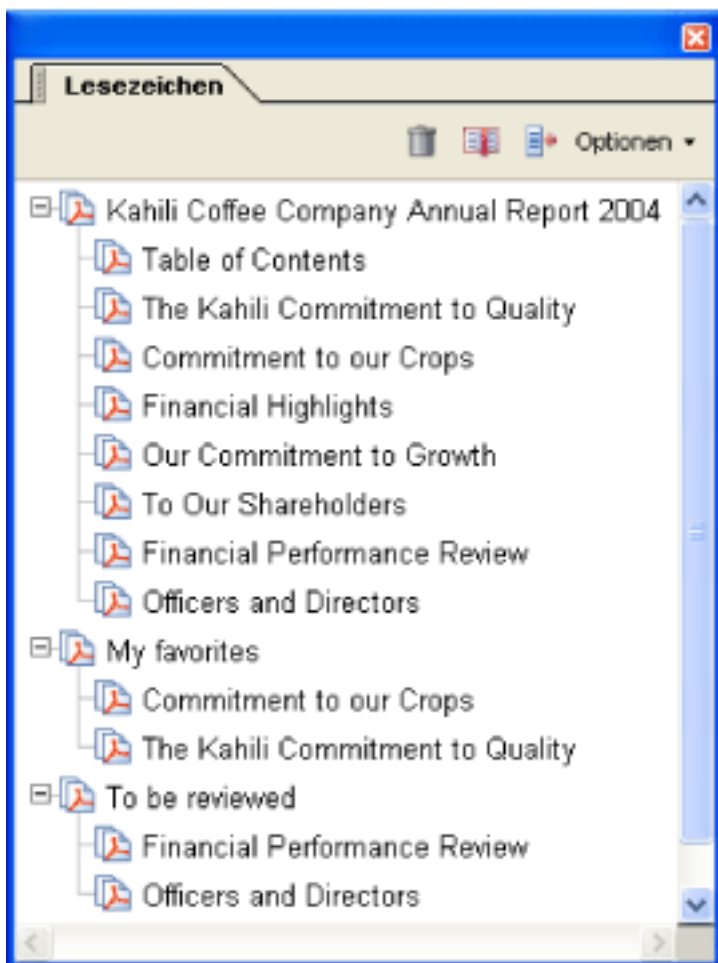 Lesezeichen
Optionen
Kahili Coffee Company Annual Report 2004
Table of Contents
The Kahili Commitment to Quality
Commitment to our Crops
Financial Highlights
Our Commitment to Growth
To Our Shareholders
Financial Performance Review
Officers and Directors
My favorites
Commitment to our Crops
The Kahili Commitment to Quality
To be reviewed
Financial Performance Review
Officers and Directors